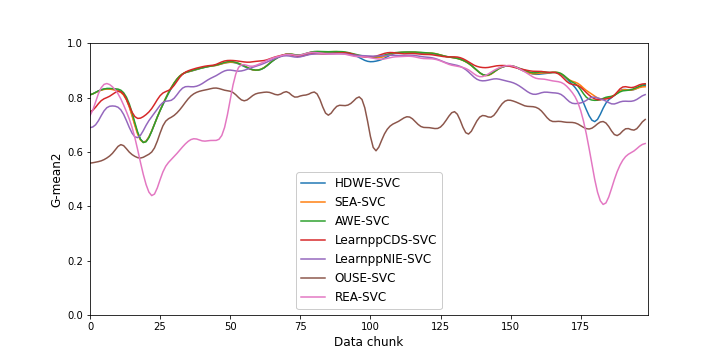 1.0
0.8
0.6
0.4
0.2
0.0
G-mean2
HDWE-SVC
SEA-SVC
AWE-SVC
LearnppCDS-SVC
LearnppNIE-SVC
OUSE-SVC
REA-SVC
0 25 50 75 100 125 150 175
Data chunk